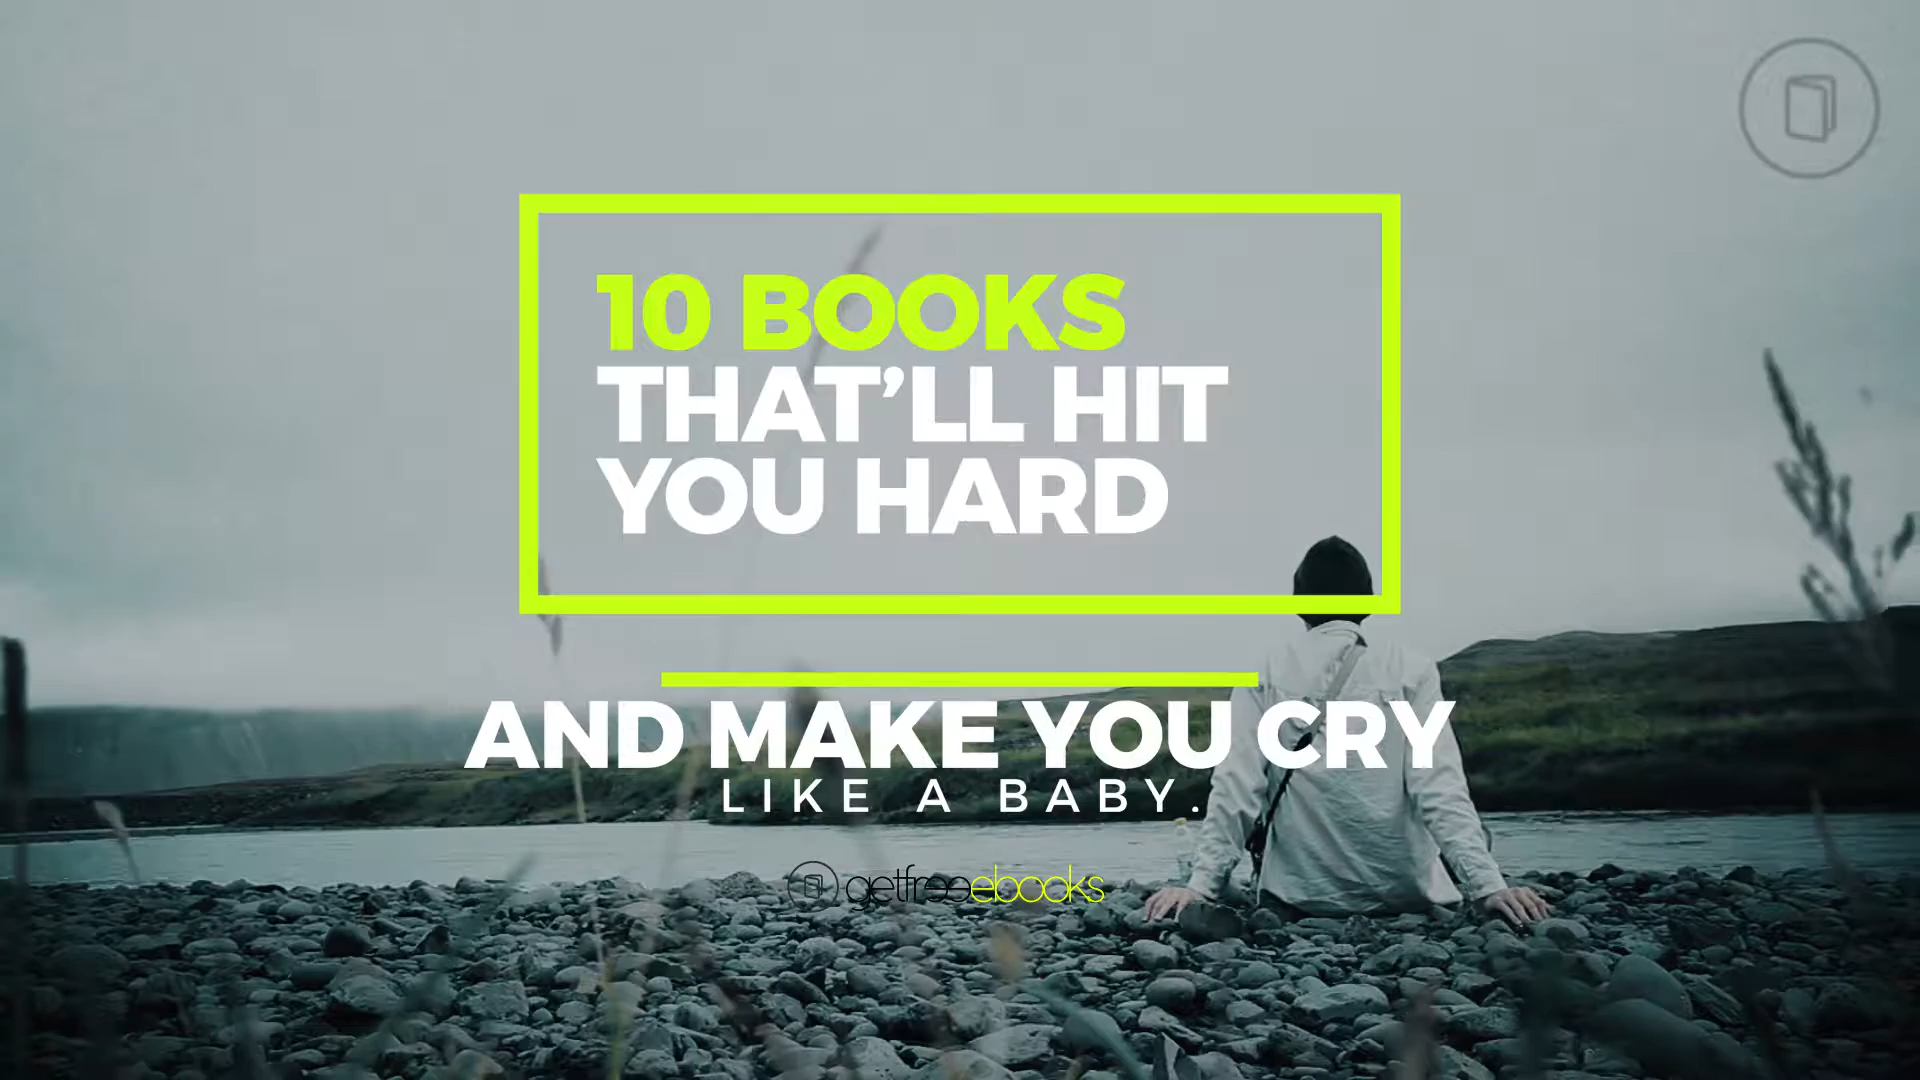 10 BOOKS
THAT’LL HIT
YOU HARD
AND MAKE YOU CRY
LIKE A BABY.
getfreeebooks